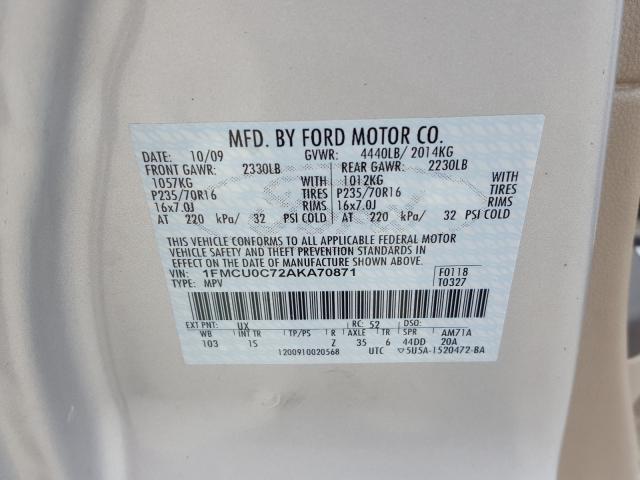 MFD. BY FORD MOTOR CO.
DATE: 10/09 GVWR: 4440LB/ 2014KG
FRONT GAWR: 2330LB REAR GAWR: 2230LB
1057KG WITH 1012KG WITH
P235/70R16 TIRES P235/70R16 TIRES
16x7.0J RIMS 16x7.0J RIMS
AT 220 kPa/ 32 PSI COLD AT 220 kPa/ 32 PSI COLD
THIS VEHICLE CONFORMS TO ALL APPLICABLE FEDERAL MOTOR
VEHICLE SAFETY AND THEFT PREVENTION STANDARDS IN
EFFECT ON THE DATE OF MANUFACTURE SHOWN ABOVE.
VIN: 1FMCU0C72AKA70871 F0118
TYPE: MPV T0327
EXT PNT: UX RC: 52 DSO:
WB INT TR TP/PS R AXLE TR SPR AM71A
103 1S Z 35 6 44DD 20A
1200910020568 UTC 5U5A-1520472-BA